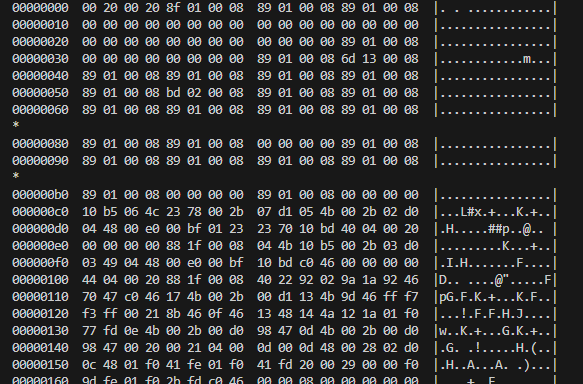 00000000  00 20 00 20 8f 01 00 08  89 01 00 08 89 01 00 08  |. . ............|
00000010  00 00 00 00 00 00 00 00  00 00 00 00 00 00 00 00  |................|
00000020  00 00 00 00 00 00 00 00  00 00 00 00 89 01 00 08  |................|
00000030  00 00 00 00 00 00 00 00  89 01 00 08 6d 13 00 08  |............m...|
00000040  89 01 00 08 89 01 00 08  89 01 00 08 89 01 00 08  |................|
00000050  89 01 00 08 bd 02 00 08  89 01 00 08 89 01 00 08  |................|
00000060  89 01 00 08 89 01 00 08  89 01 00 08 89 01 00 08  |................|
*
00000080  89 01 00 08 89 01 00 08  00 00 00 00 89 01 00 08  |................|
00000090  89 01 00 08 89 01 00 08  89 01 00 08 89 01 00 08  |................|
*
000000b0  89 01 00 08 00 00 00 00  89 01 00 08 00 00 00 00  |................|
000000c0  10 b5 06 4c 23 78 00 2b  07 d1 05 4b 00 2b 02 d0  |...L#x.+...K.+..|
000000d0  04 48 00 e0 00 bf 01 23  23 70 10 bd 40 04 00 20  |.H.....##p..@.. |
000000e0  00 00 00 00 88 1f 00 08  04 4b 10 b5 00 2b 03 d0  |.........K...+..|
000000f0  03 49 04 48 00 e0 00 bf  10 bd c0 46 00 00 00 00  |.I.H.......F....|
00000100  44 04 00 20 88 1f 00 08  40 22 92 02 9a 1a 92 46  |D.. ....@".....F|
00000110  70 47 c0 46 17 4b 00 2b  00 d1 13 4b 9d 46 ff f7  |pG.F.K.+...K.F..|
00000120  f3 ff 00 21 8b 46 0f 46  13 48 14 4a 12 1a 01 f0  |...!.F.F.H.J....|
00000130  77 fd 0e 4b 00 2b 00 d0  98 47 0d 4b 00 2b 00 d0  |w..K.+...G.K.+..|
00000140  98 47 00 20 00 21 04 00  0d 00 0d 48 00 28 02 d0  |.G. .!.....H.(..|
00000150  0c 48 01 f0 41 fe 01 f0  41 fd 20 00 29 00 00 f0  |.H..A...A. .)...|
00000160  9d fe 01 f0 2b fd c0 46  00 00 08 00 00 00 00 00  |....+..F........|